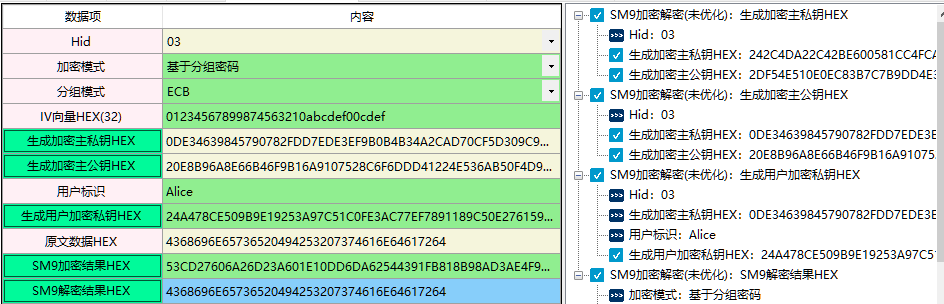 数据项 内容
Hid 03
加密模式 基于分组密码
分组模式 ECB
IV向量HEX(32) 01234567899874563210abcdef00cdef
生成加密主私钥HEX 0DE34639845790782FDD7EDE3EF9B0B4B34A2CAD70CF5D309C9...
生成加密主公钥HEX 20E8B96A8E66B46F9B16A9107528C6F6DDD41224E536AB50F4D9...
用户标识 Alice
生成用户加密私钥HEX 24A478CE509B9E19253A97C51C0FE3AC77EF7891189C50E276159...
原文数据HEX 4368696E65736520494253207374616E64617264
SM9加密结果HEX 53CD27606A26D23A601E10DD6DA62544391FB818B98AD3AE4F9...
SM9解密结果HEX 4368696E65736520494253207374616E64617264
SM9加密解密(未优化)：生成加密主私钥HEX
Hid：03
生成加密主私钥HEX：242C4DA22C42BE600581CC4FCA
生成加密主公钥HEX：2DF54E510E0EC83B7C7B9DD4E3
SM9加密解密(未优化)：生成加密主公钥HEX
Hid：03
生成加密主私钥HEX：0DE34639845790782FDD7EDE3E
生成加密主公钥HEX：20E8B96A8E66B46F9B16A91075
SM9加密解密(未优化)：生成用户加密私钥HEX
Hid：03
生成加密主私钥HEX：0DE34639845790782FDD7EDE3E
用户标识：Alice
生成用户加密私钥HEX：24A478CE509B9E19253A97C5
SM9加密解密(未优化)：SM9解密结果HEX
加密模式：基于分组密码